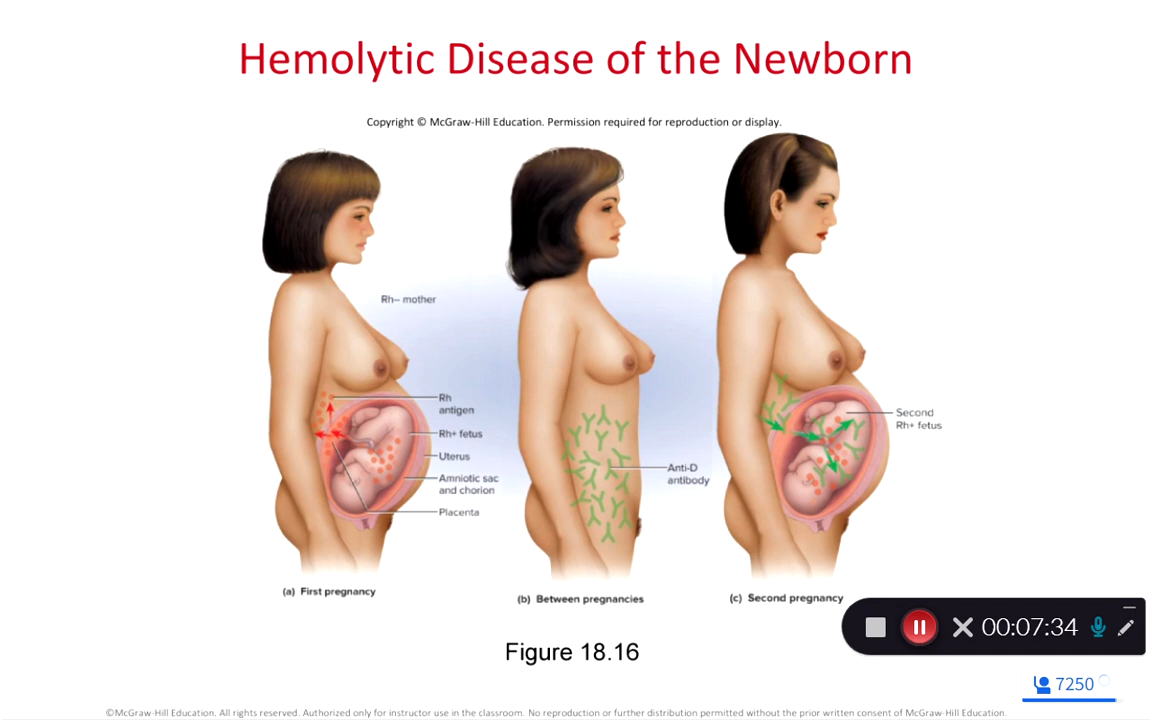 Hemolytic Disease of the Newborn
Copyright © McGraw-Hill Education. Permission required for reproduction or display.
Rh– mother
Rh
antigen
Rh+ fetus
Uterus
Amniotic sac
and chorion
Placenta
Anti-D
antibody
Second
Rh+ fetus
(a) First pregnancy
(b) Between pregnancies
(c) Second pregnancy
00:07:34
Figure 18.16
7250
©McGraw-Hill Education. All rights reserved. Authorized only for instructor use in the classroom. No reproduction or further distribution permitted without the prior written consent of McGraw-Hill Education.